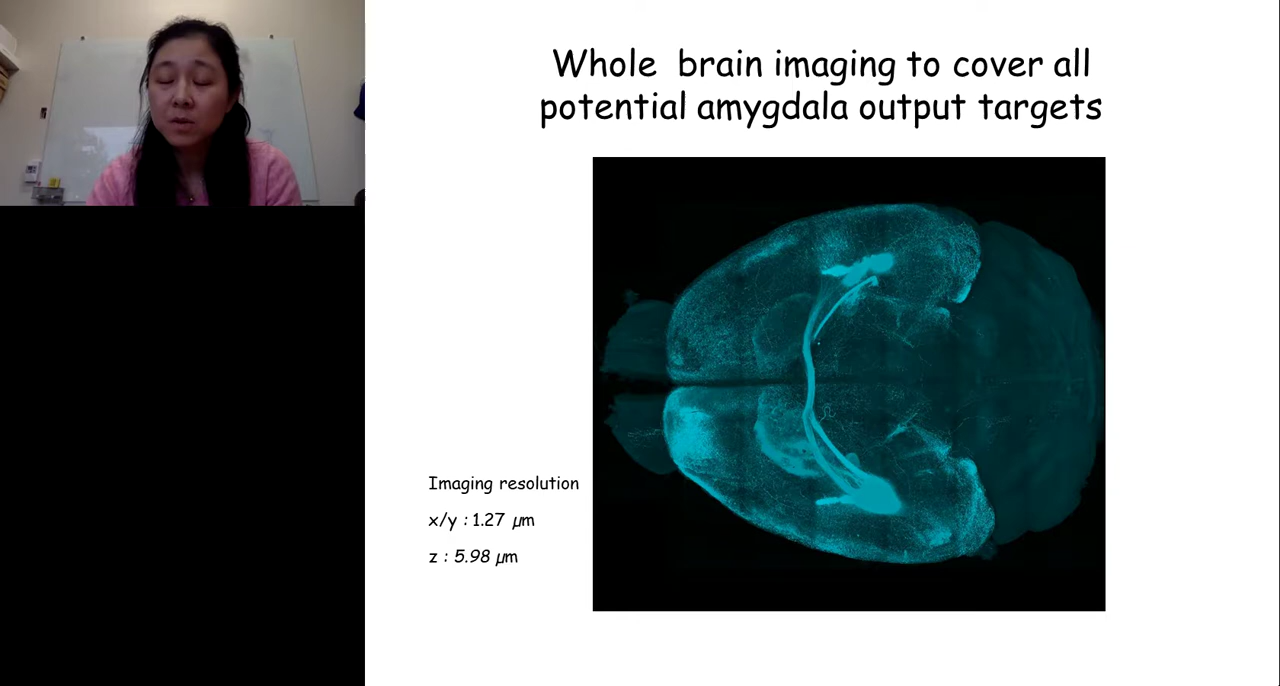 Whole brain imaging to cover all
potential amygdala output targets
Imaging resolution
x/y : 1.27 µm
z : 5.98 µm